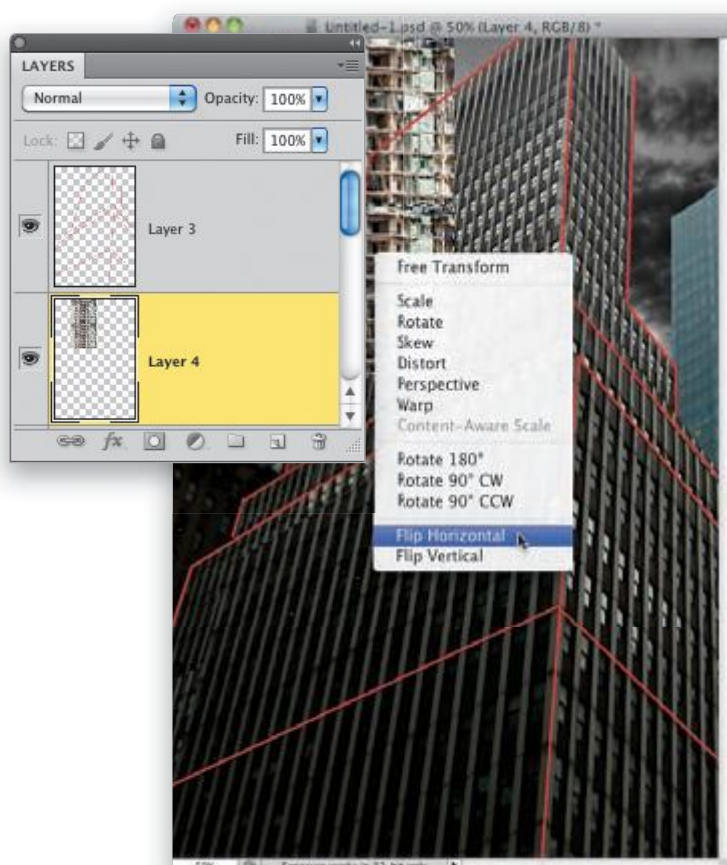 Untitled-1.psd @ 50% (Layer 4, RGB/8) *
LAYERS
Normal
Opacity: 100%
Lock:
Fill: 100%
Layer 3
Layer 4
fx
Free Transform
Scale
Rotate
Skew
Distort
Perspective
Warp
Content-Aware Scale
Rotate 180°
Rotate 90° CW
Rotate 90° CCW
Flip Horizontal
Flip Vertical
50%